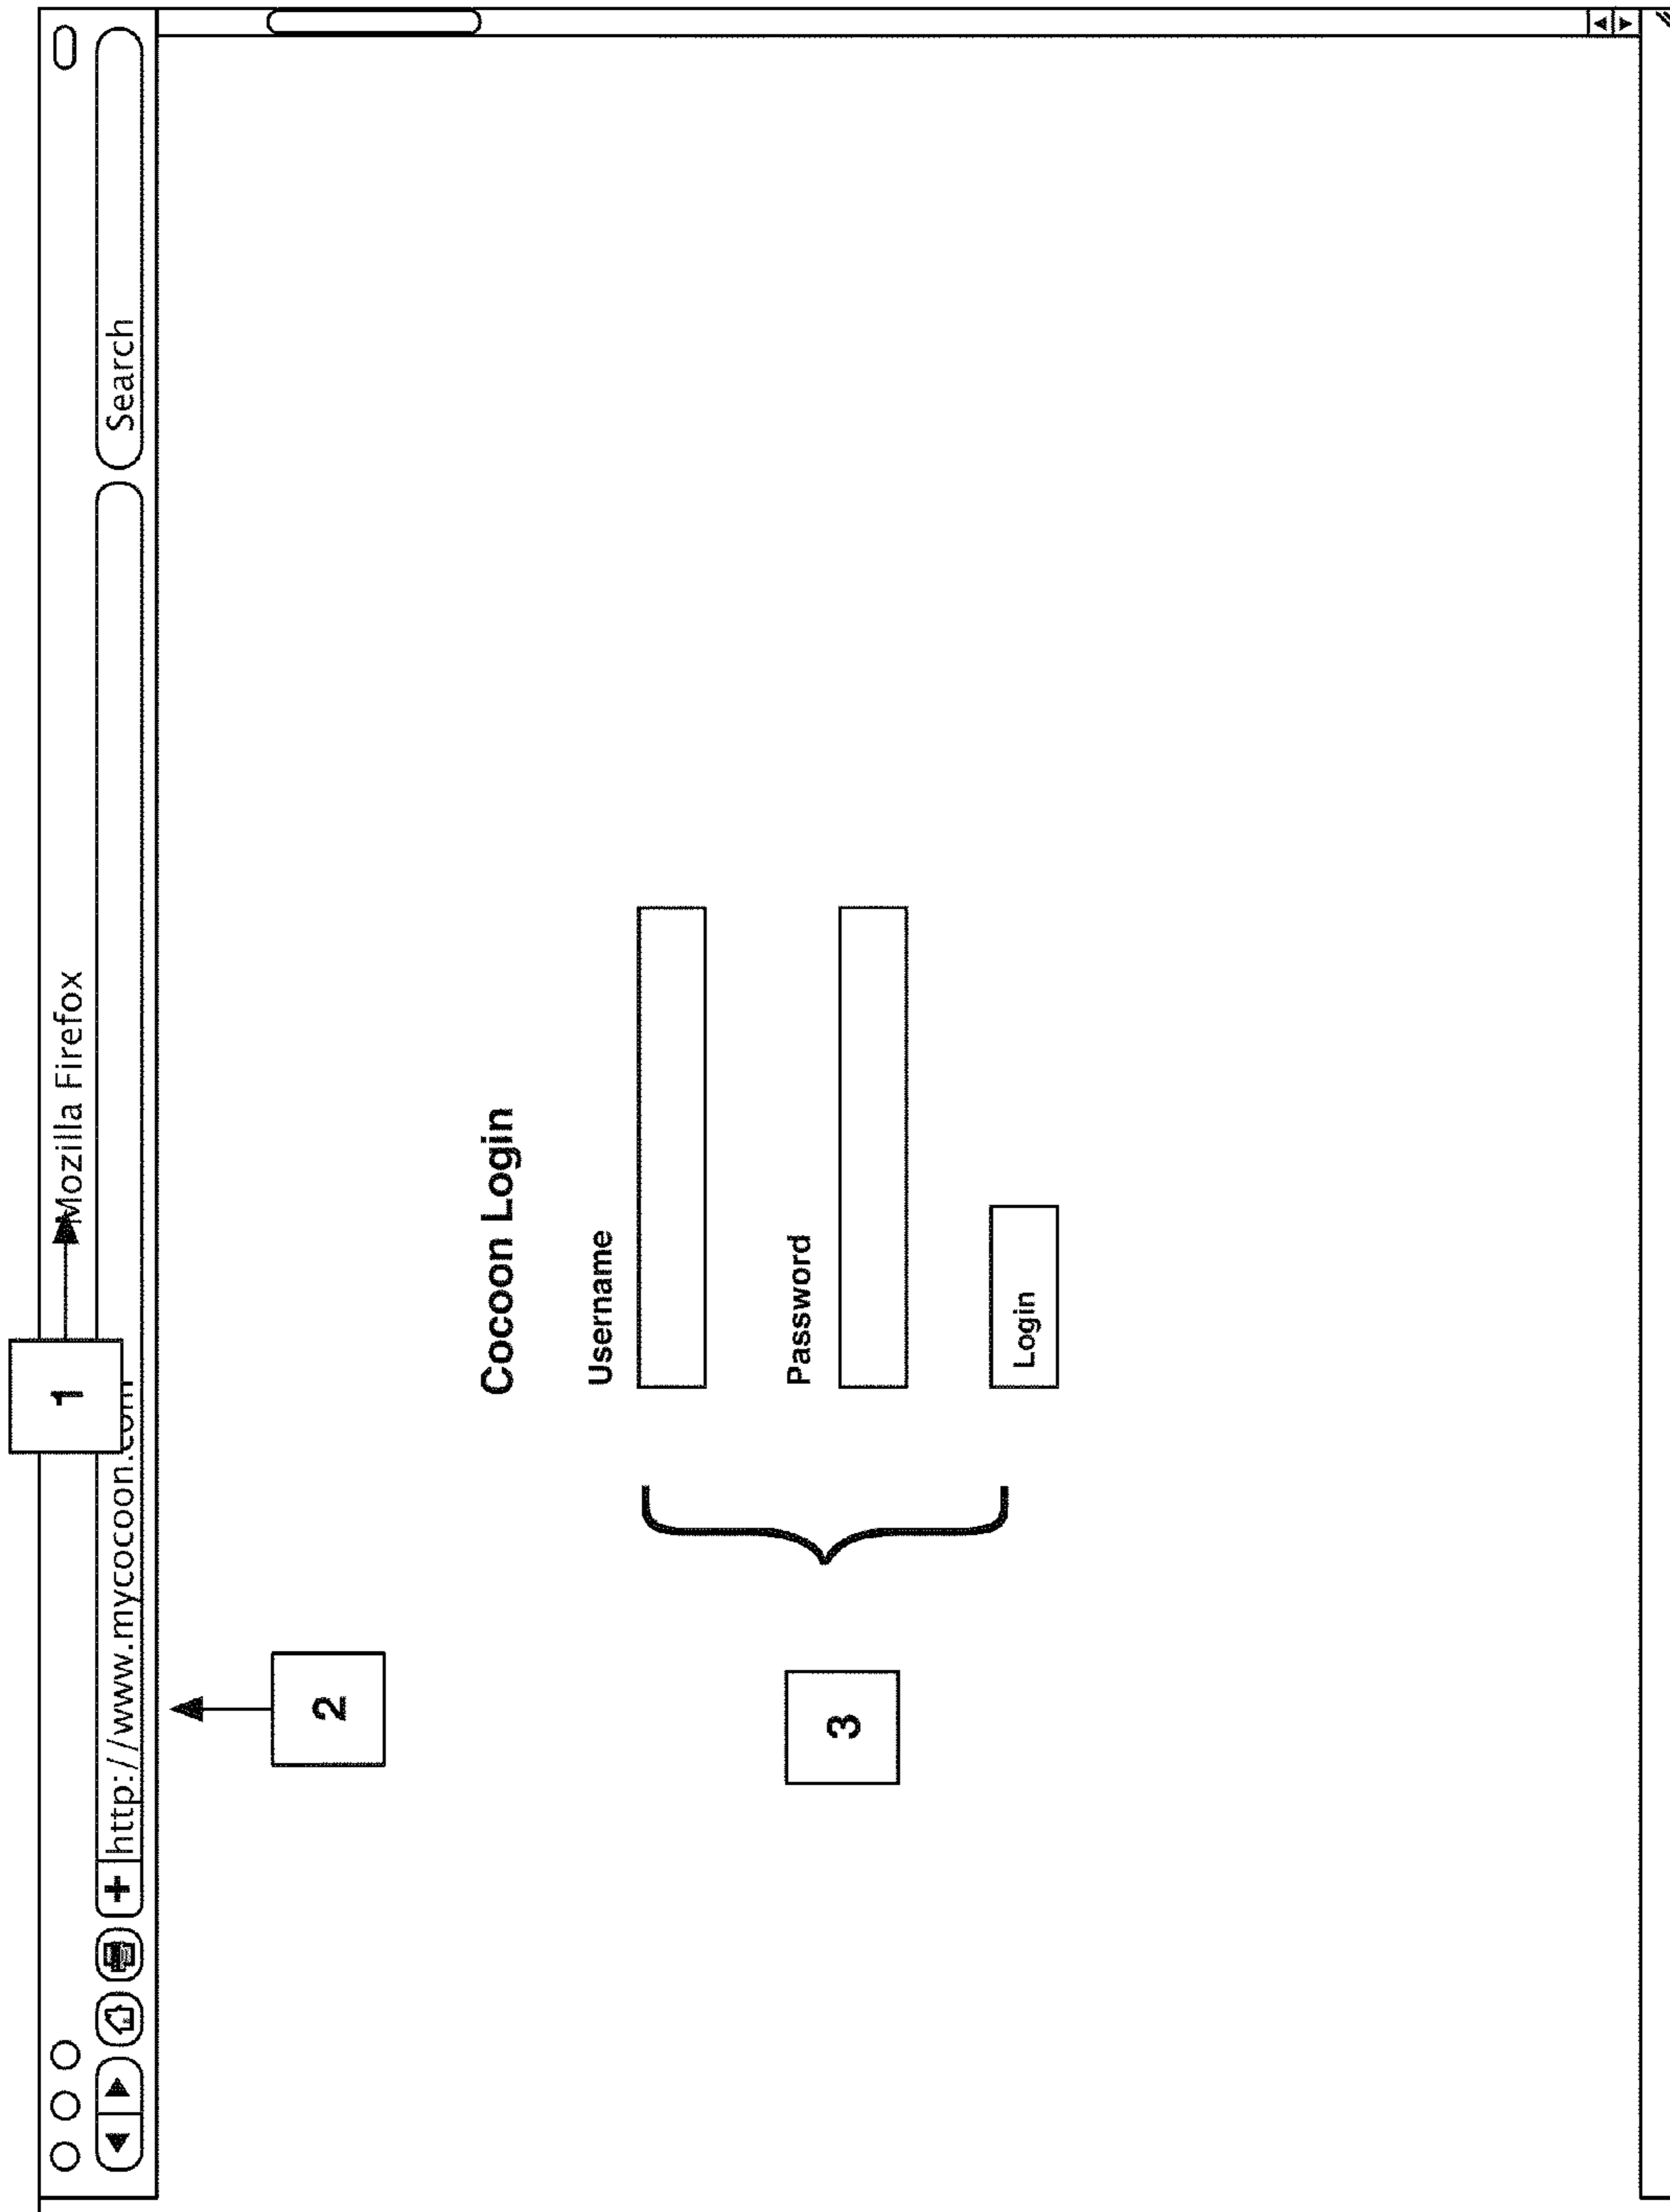 1
Mozilla Firefox
http://www.mycocoon.com
Search
2
Cocoon Login
Username
3
Password
Login